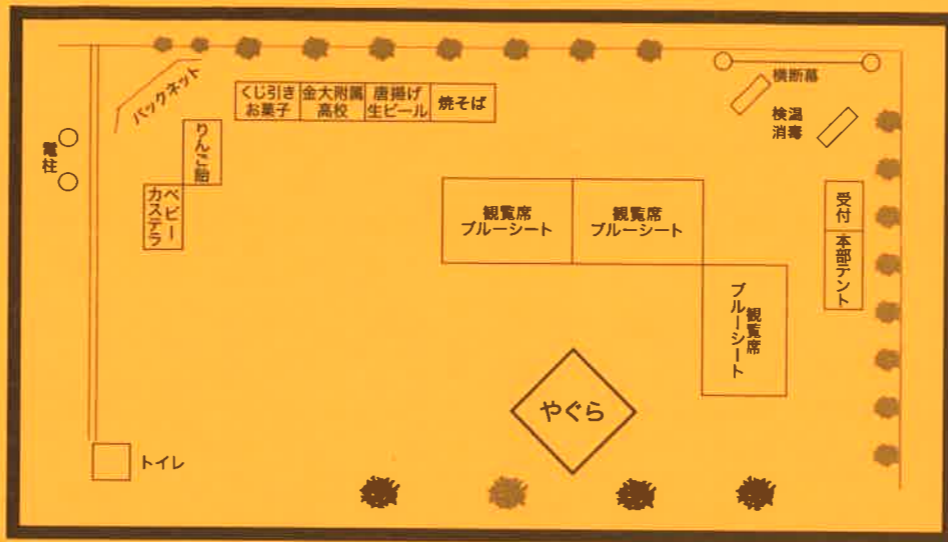 バックネット
くじ引き
お菓子
金大附属
高校
唐揚げ
生ビール
焼そば
横断幕
検温
消毒
電柱
りんご飴
ベビー
カステラ
観覧席
ブルーシート
観覧席
ブルーシート
受付
本部テント
観覧席
ブルーシート
やぐら
トイレ